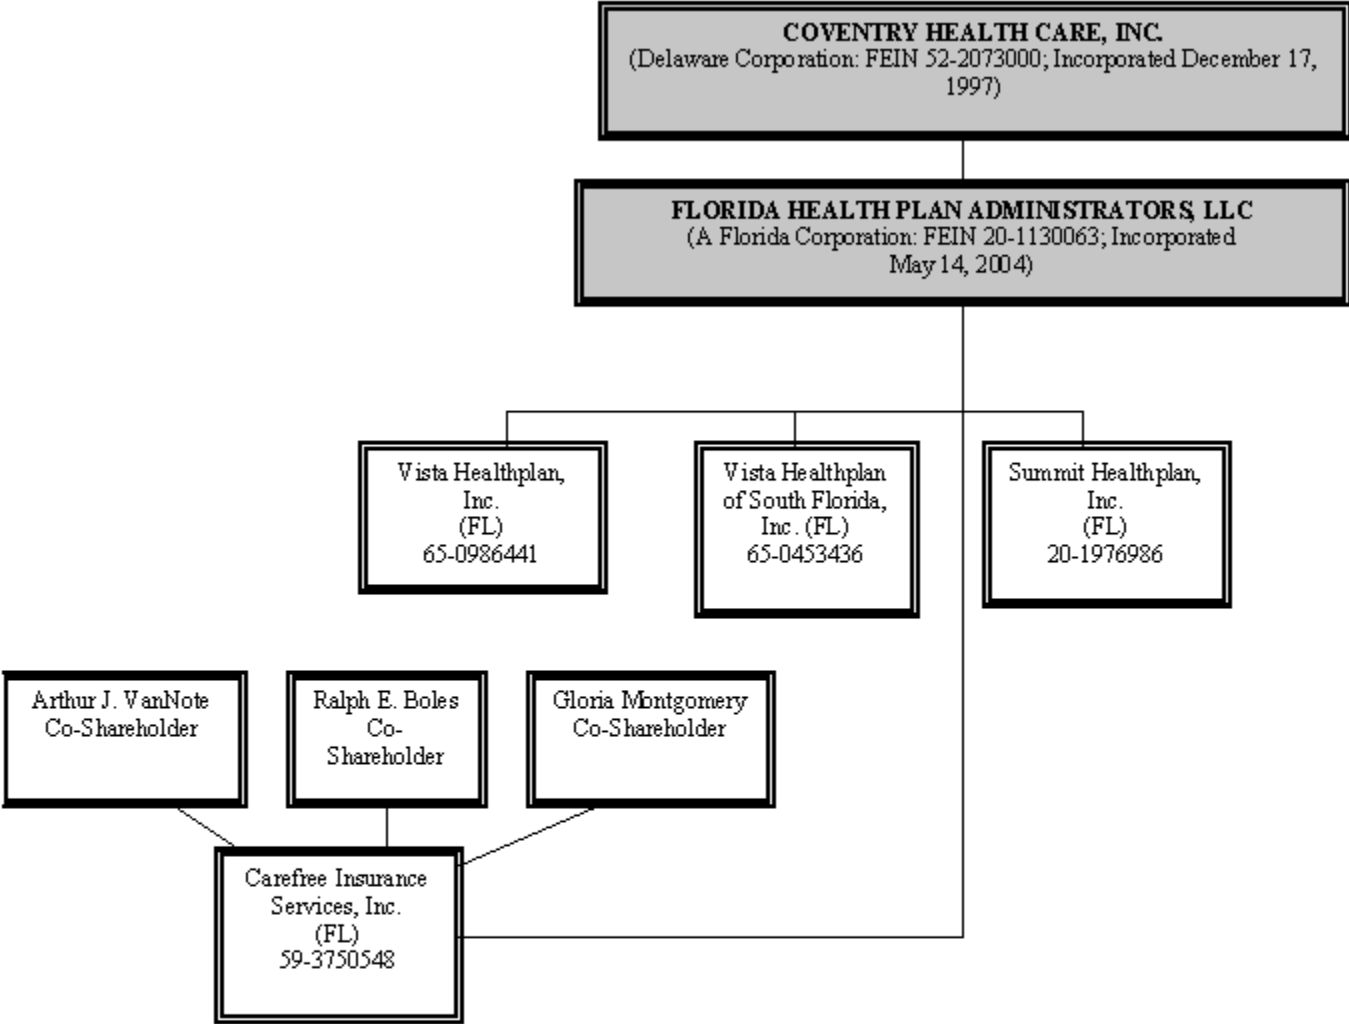 COVENTRY HEALTH CARE, INC.
(Delaware Corporation: FEIN 52-2073000; Incorporated December 17,
1997)
FLORIDA HEALTH PLAN ADMINISTRATORS, LLC
(A Florida Corporation: FEIN 20-1130063; Incorporated
May 14, 2004)
Vista Healthplan,
Inc.
(FL)
65-0986441
Vista Healthplan
of South Florida,
Inc. (FL)
65-0453436
Summit Healthplan,
Inc.
(FL)
20-1976986
Arthur J. VanNote
Co-Shareholder
Ralph E. Boles
Co-
Shareholder
Gloria Montgomery
Co-Shareholder
Carefree Insurance
Services, Inc.
(FL)
59-3750548